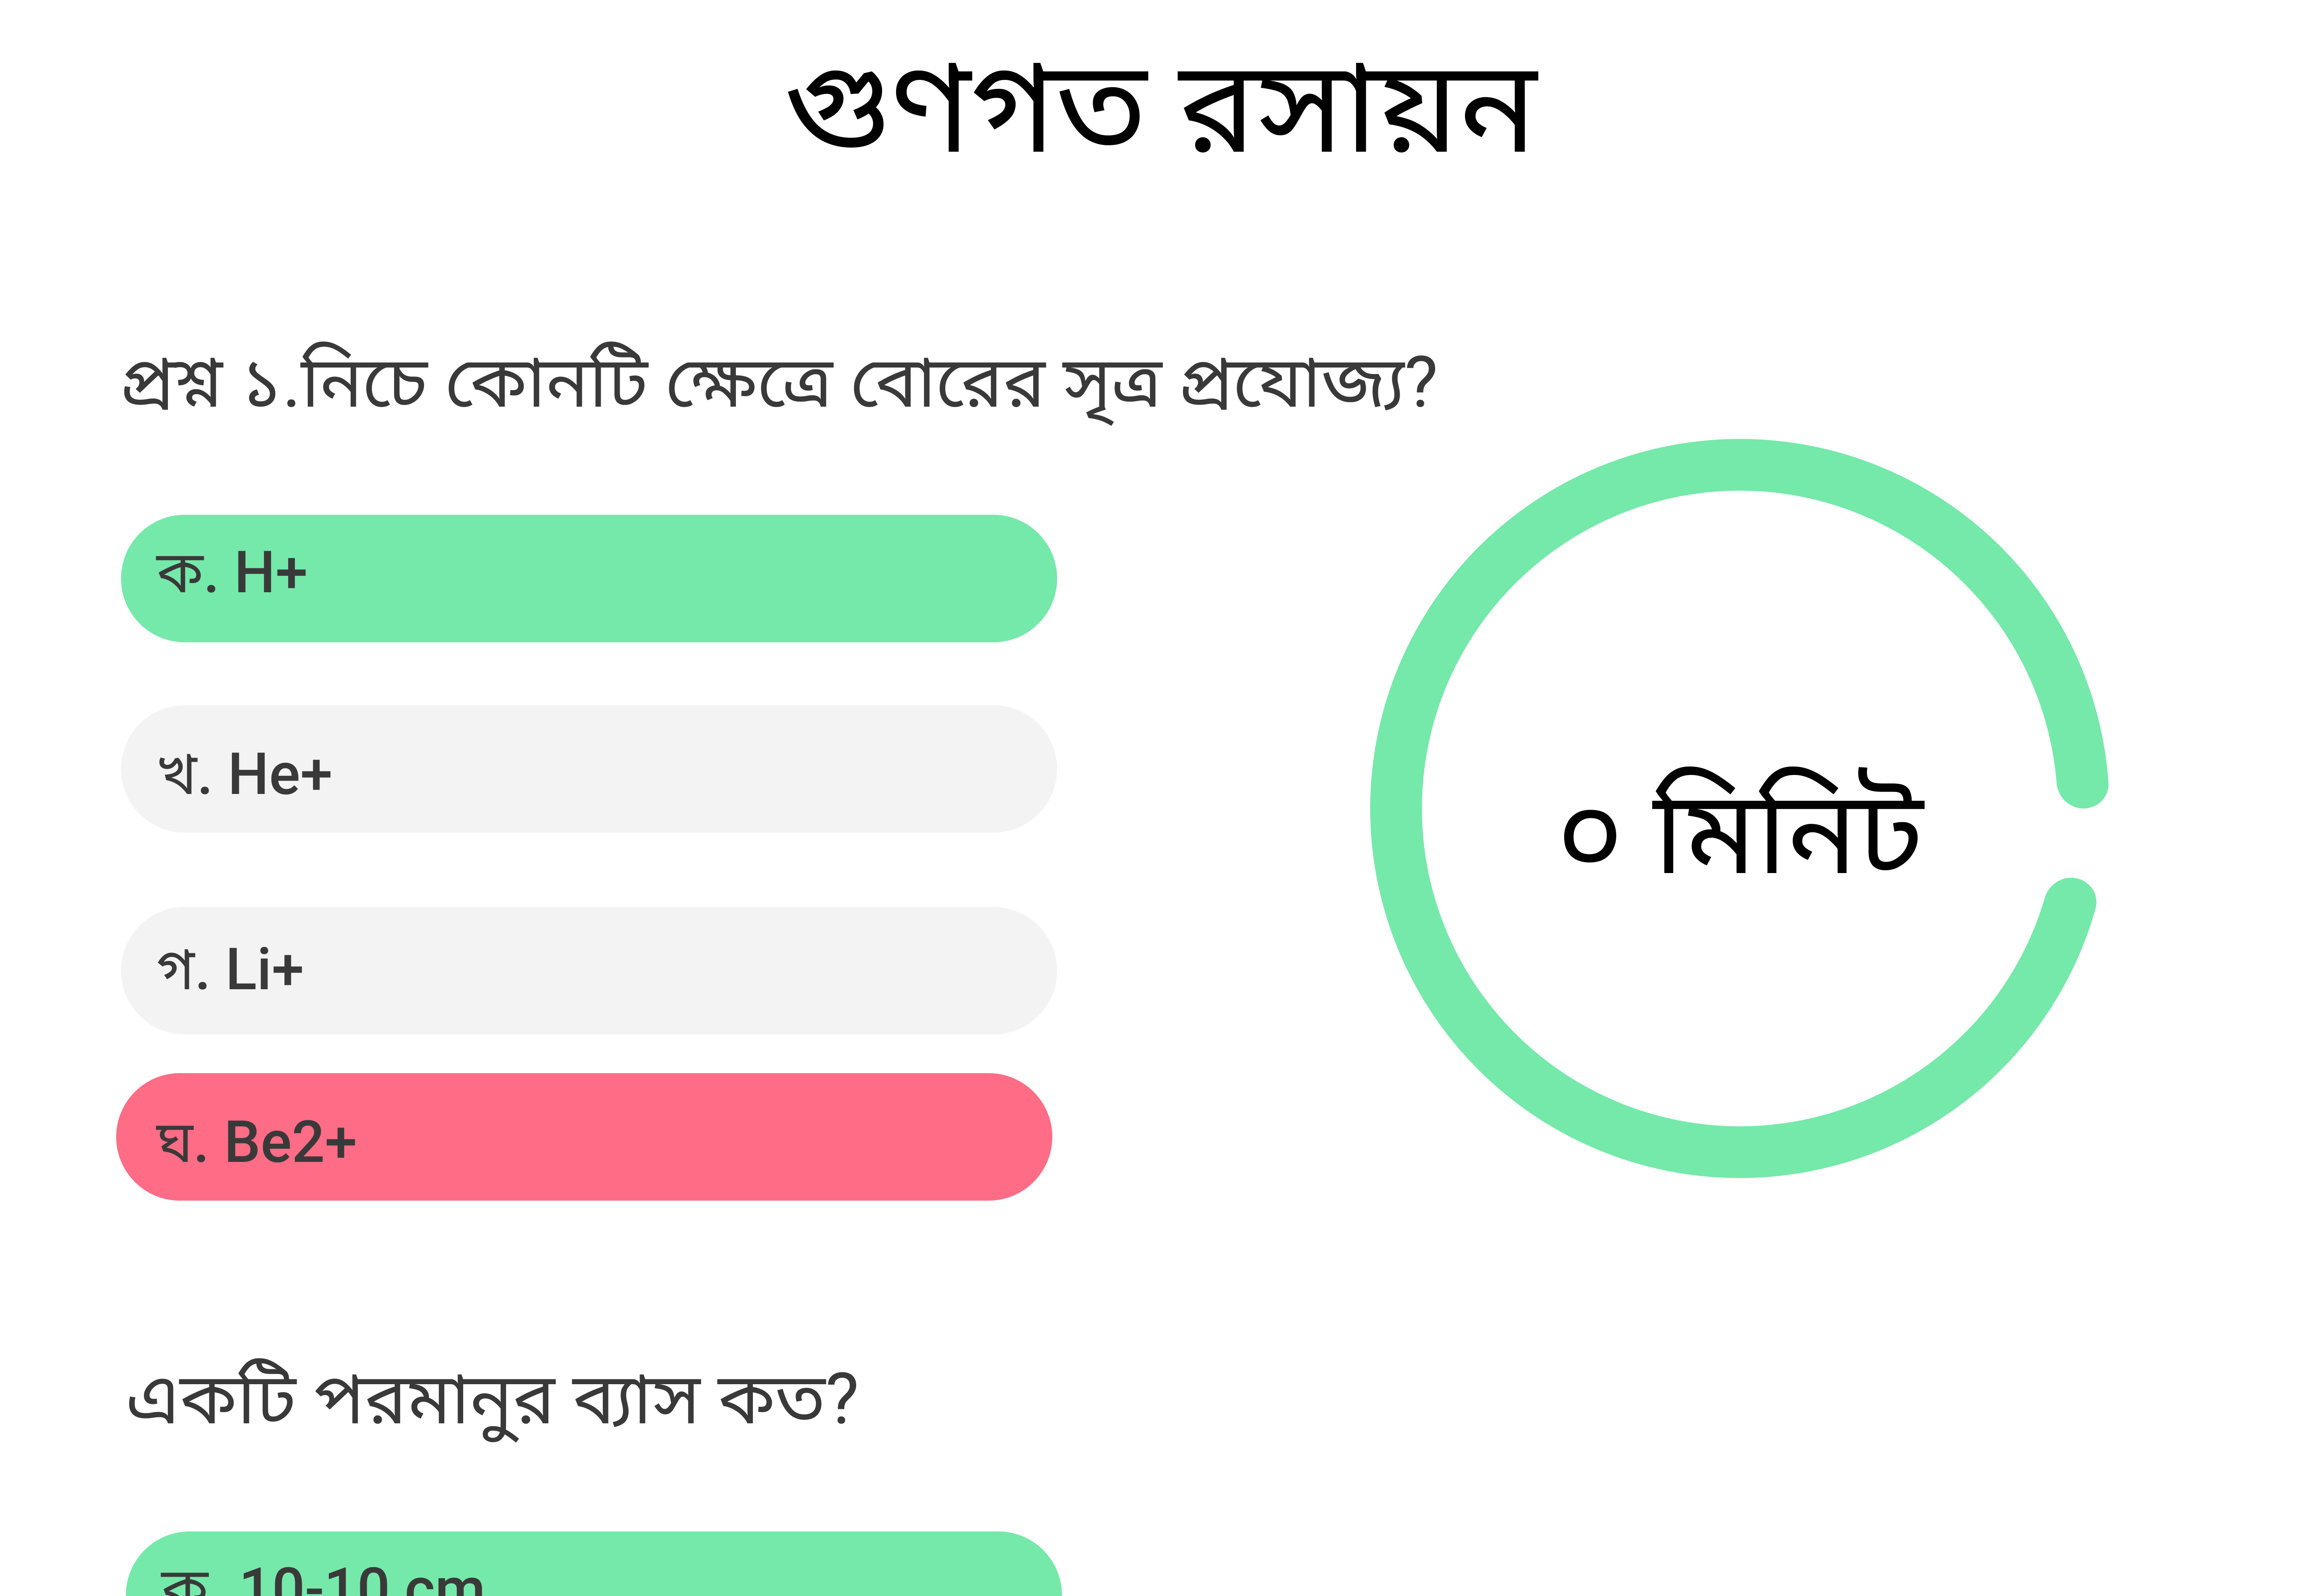 গুণগত রসায়ন
প্রশ্ন ১.নিচে কোনটি ক্ষেত্রে বোরের সূত্র প্রযোজ্য?
ক. H+
খ. He+
গ. Li+
০ মিনিট
ঘ. Be2+
একটি পরমানুর ব্যাস কত?
ক. 10-10 cm